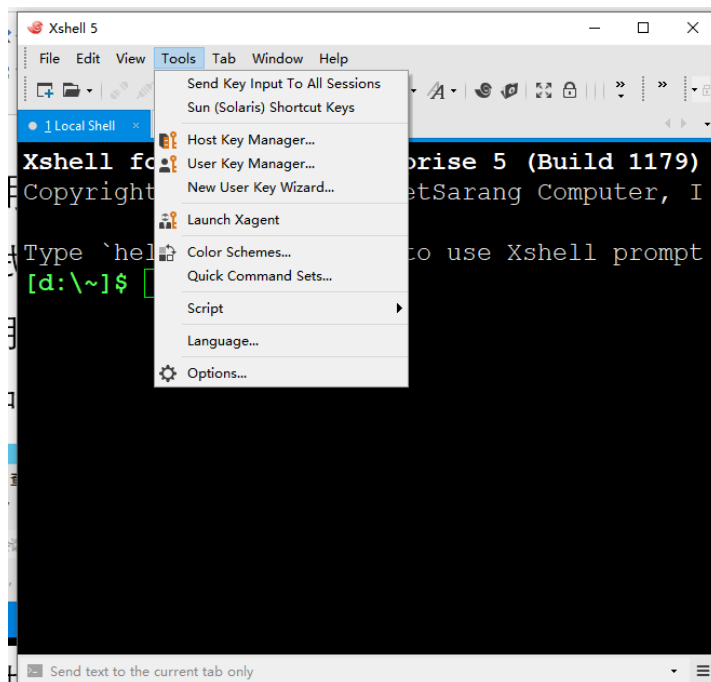 Xshell 5
File Edit View Tools Tab Window Help
Send Key Input To All Sessions
Sun (Solaris) Shortcut Keys
1 Local Shell
Host Key Manager...
User Key Manager...
New User Key Wizard...
Launch Xagent
Color Schemes...
Quick Command Sets...
Script
Language...
Options...
Xshell fo prise 5 (Build 1179)
Copyright etSarang Computer, I
Type `hel to use Xshell prompt
[d:\~]$
Send text to the current tab only